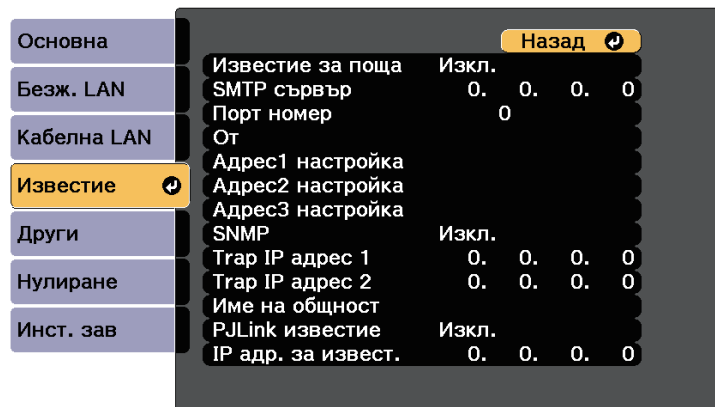 Основна
Безж. LAN
Кабелна LAN
Известие
Други
Нулиране
Инст. зав
Назад
Известие за поща Изкл.
SMTP сървър 0. 0. 0. 0
Порт номер 0
От
Адрес1 настройка
Адрес2 настройка
Адрес3 настройка
SNMP Изкл.
Trap IP адрес 1 0. 0. 0. 0
Trap IP адрес 2 0. 0. 0. 0
Име на общност
PJLink известие Изкл.
IP адр. за извест. 0. 0. 0. 0